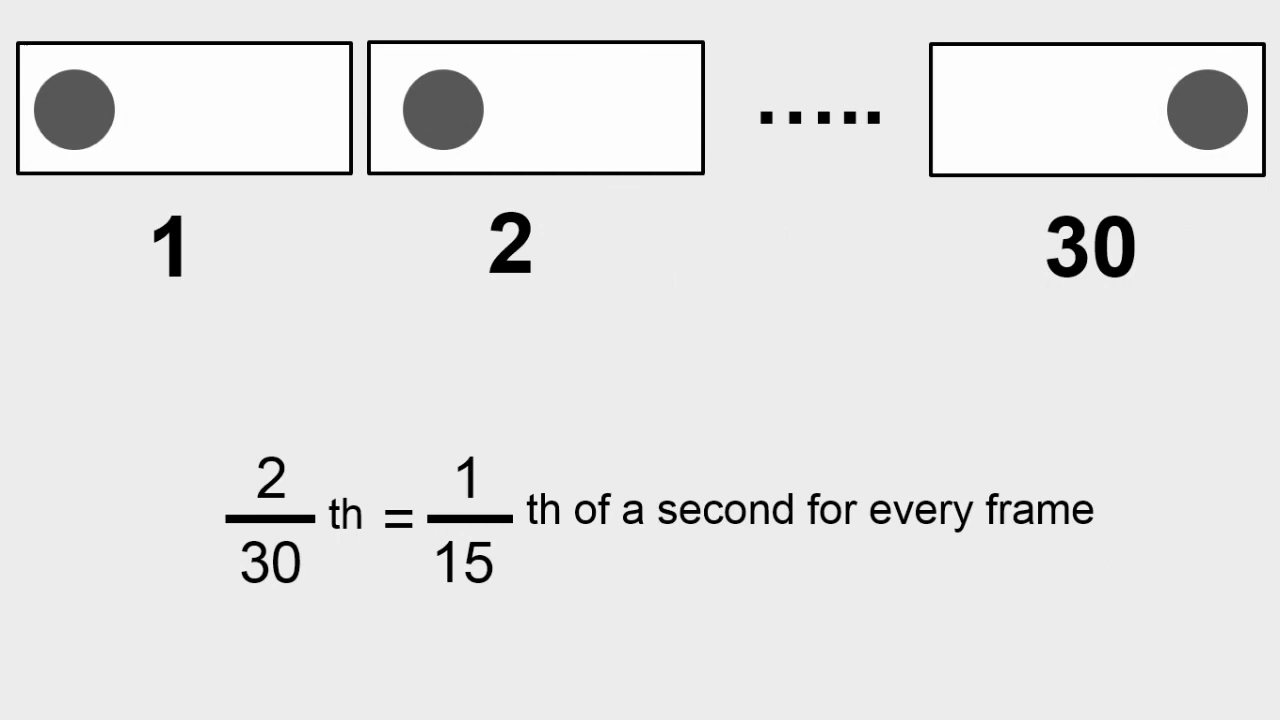 .....
1 2 30
2/30 th = 1/15 th of a second for every frame